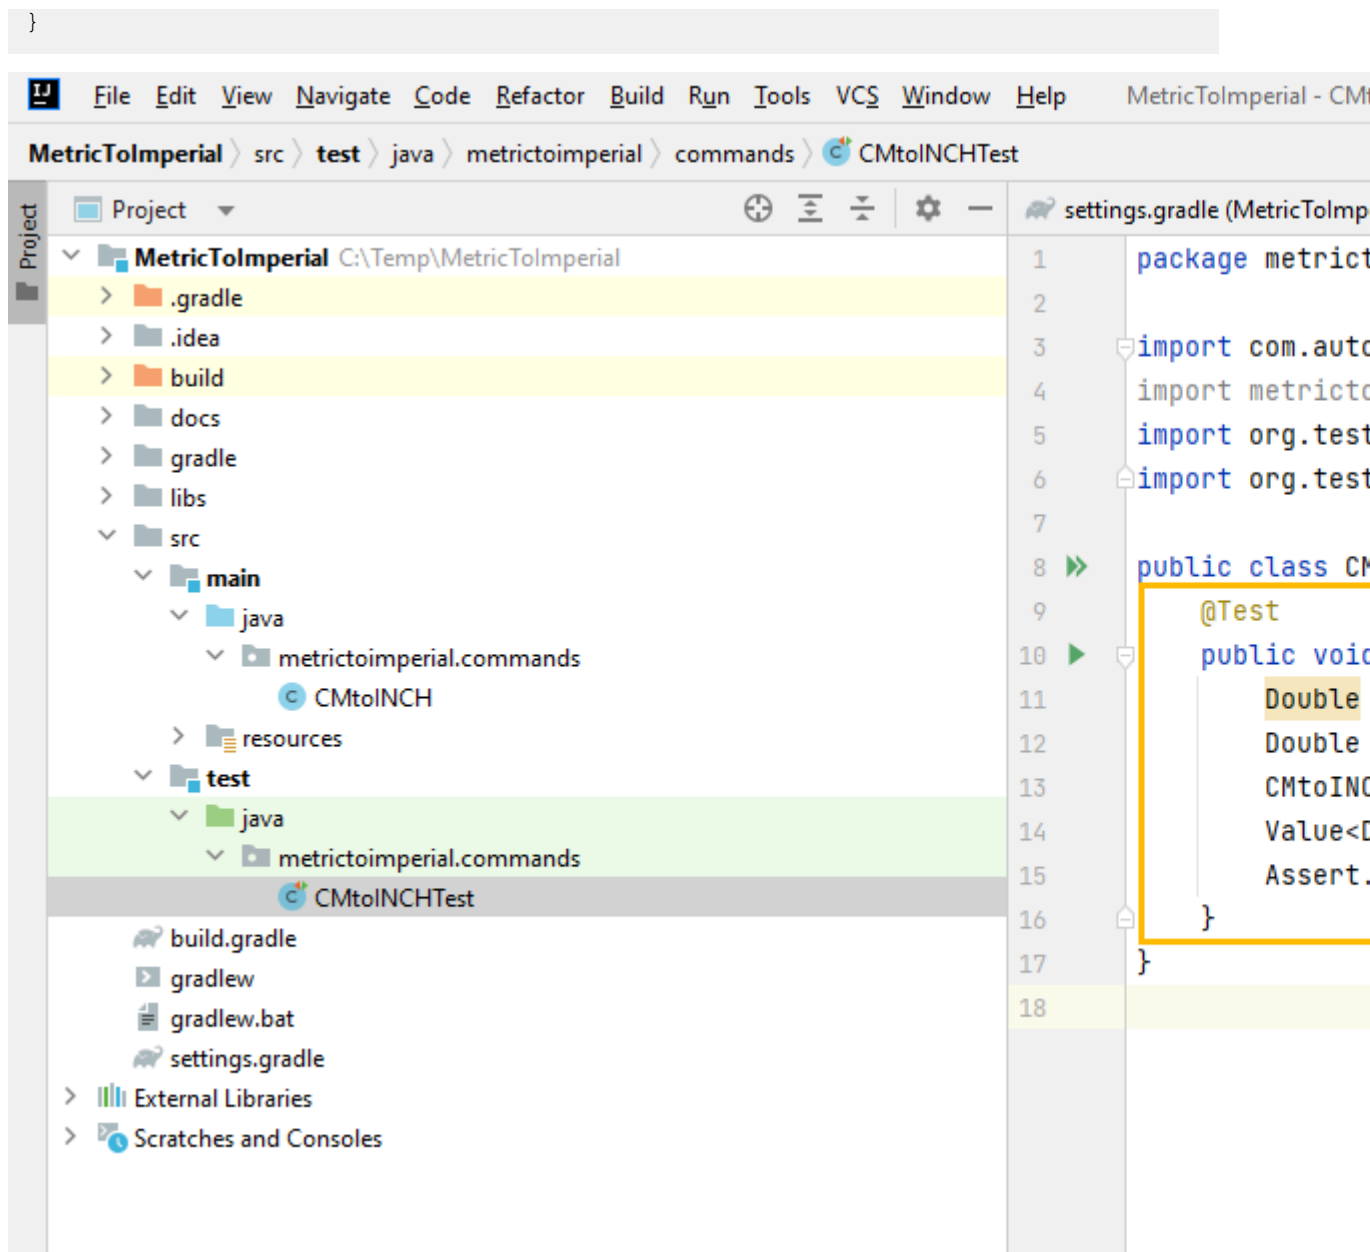 }
IJ File Edit View Navigate Code Refactor Build Run Tools VCS Window Help MetricToImperial - CMt
MetricToImperial src test java metrictoimperial commands CMtoINCHTest
Project
Project
settings.gradle (MetricToImp
MetricToImperial C:\Temp\MetricToImperial
.gradle
.idea
build
docs
gradle
libs
src
main
java
metrictoimperial.commands
CMtoINCH
resources
test
java
metrictoimperial.commands
CMtoINCHTest
build.gradle
gradlew
gradlew.bat
settings.gradle
External Libraries
Scratches and Consoles
1 package metrict
2
3 import com.auto
4 import metricto
5 import org.test
6 import org.test
7
8 public class CM
9 @Test
10 public void
11 Double
12 Double
13 CMtoINC
14 Value<D
15 Assert.
16 }
17 }
18